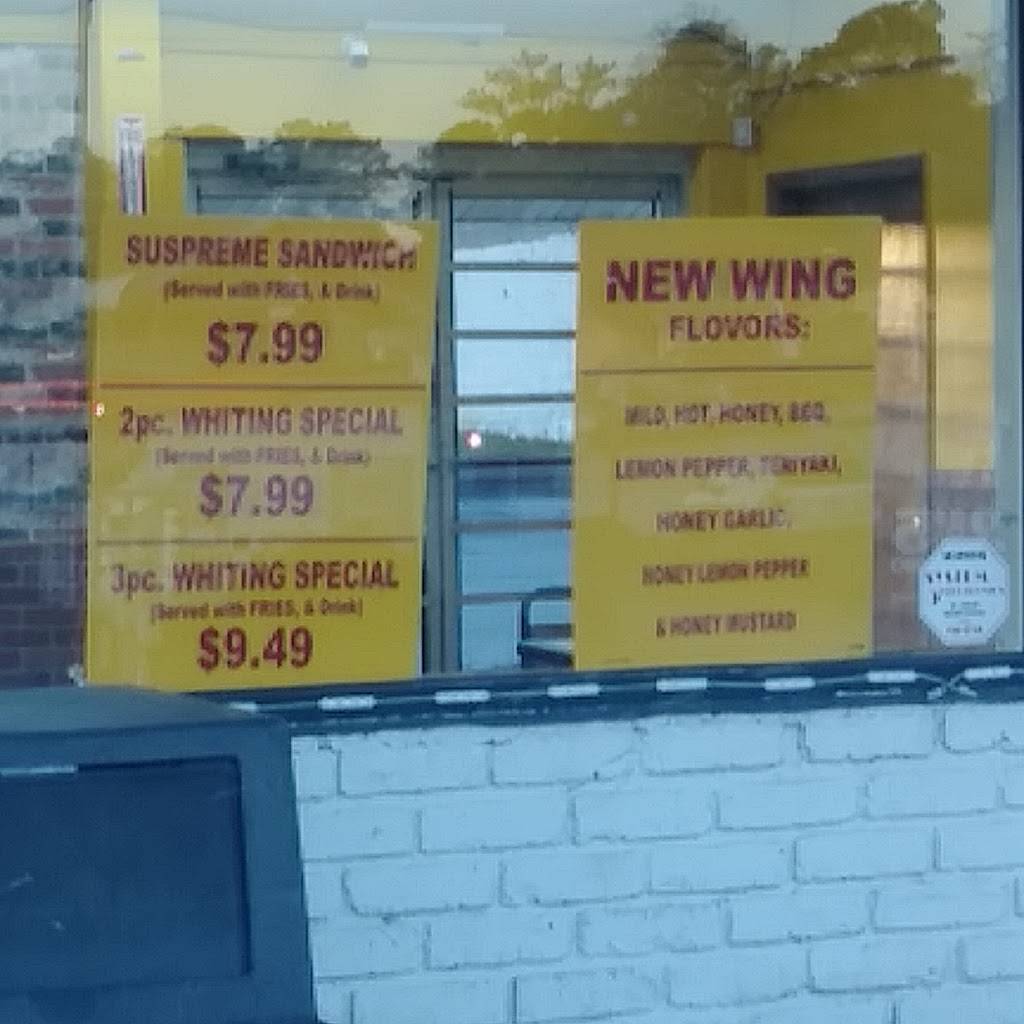 SUSPREME SANDWICH
(Served with FRIES, & Drink)
$7.99
2pc. WHITING SPECIAL
(Served with FRIES, & Drink)
$7.99
3pc. WHITING SPECIAL
(Served with FRIES, & Drink)
$9.49
NEW WING
FLOVORS:
MILD, HOT, HONEY, BBQ,
LEMON PEPPER, TERIYAKI,
HONEY GARLIC,
HONEY LEMON PEPPER
& HONEY MUSTARD